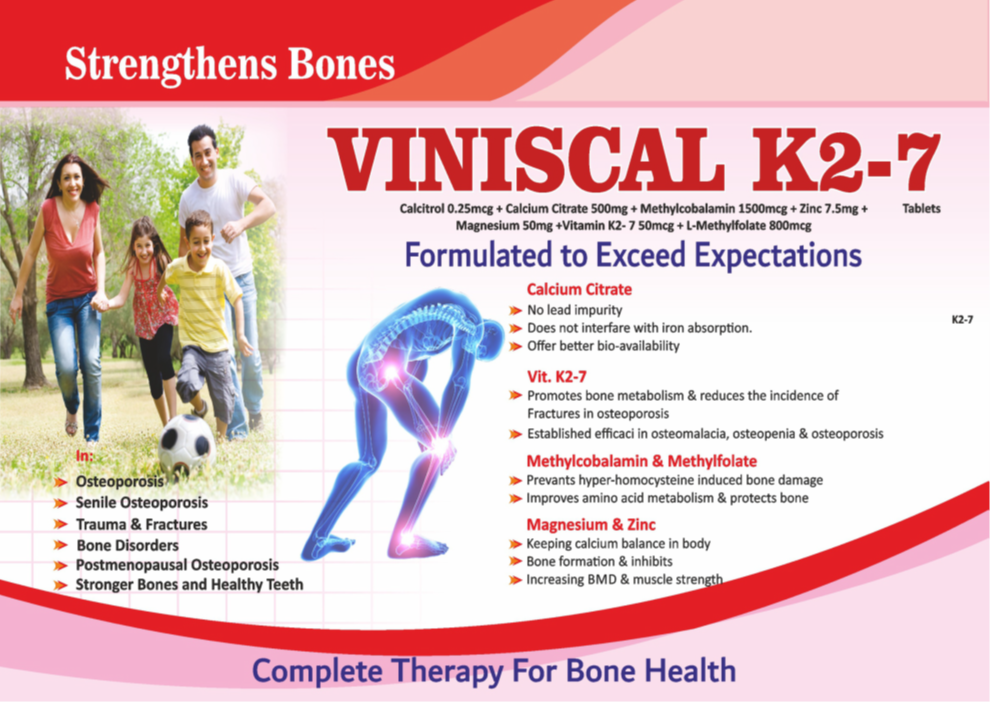 Strengthens Bones
VINISCAL K2-7
Calcitrol 0.25mcg + Calcium Citrate 500mg + Methylcobalamin 1500mcg + Zinc 7.5mg + Tablets
Magnesium 50mg +Vitamin K2- 7 50mcg + L-Methylfolate 800mcg
Formulated to Exceed Expectations
Calcium Citrate
No lead impurity
Does not interfare with iron absorption.
Offer better bio-availability
K2-7
Vit. K2-7
Promotes bone metabolism & reduces the incidence of
Fractures in osteoporosis
Established efficaci in osteomalacia, osteopenia & osteoporosis
Methylcobalamin & Methylfolate
Prevants hyper-homocysteine induced bone damage
Improves amino acid metabolism & protects bone
Magnesium & Zinc
Keeping calcium balance in body
Bone formation & inhibits
Increasing BMD & muscle strength
In:
Osteoporosis
Senile Osteoporosis
Trauma & Fractures
Bone Disorders
Postmenopausal Osteoporosis
Stronger Bones and Healthy Teeth
Complete Therapy For Bone Health